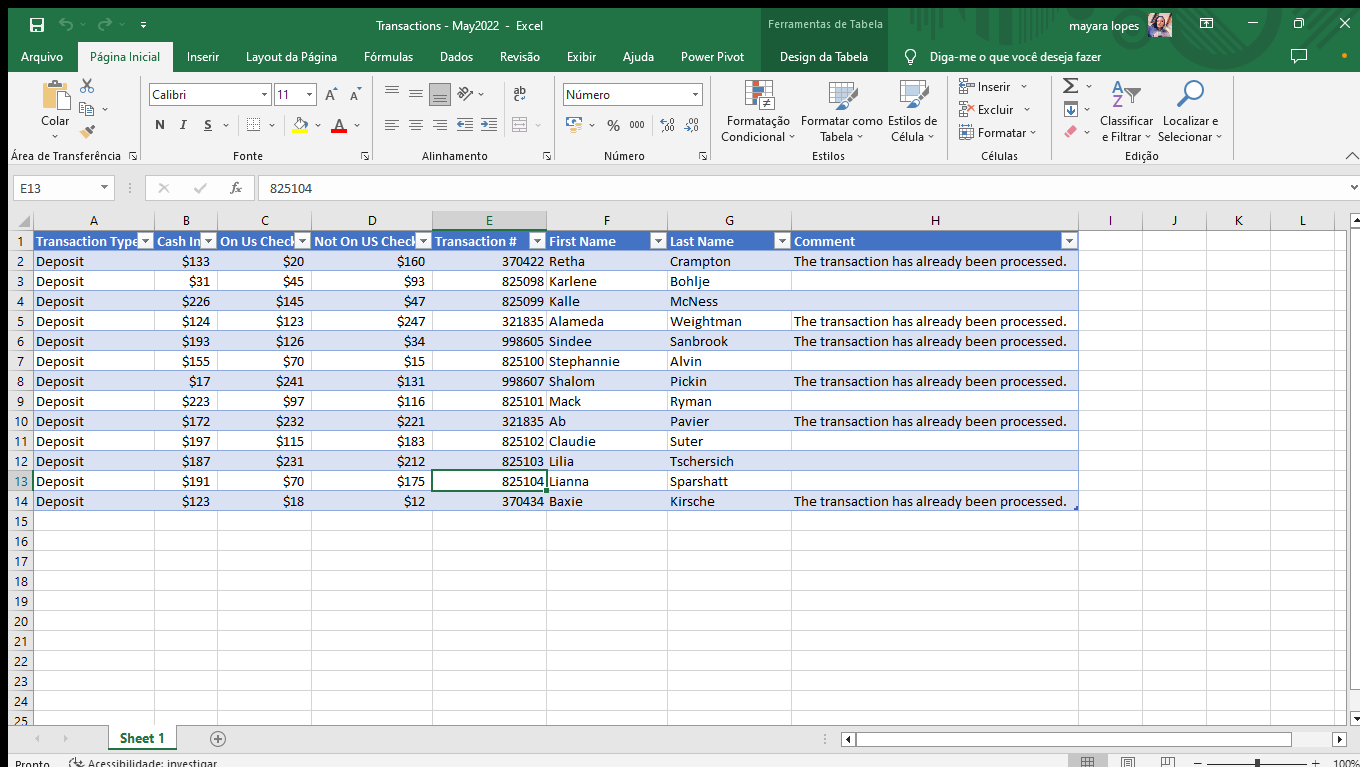 Transactions - May2022 - Excel
Ferramentas de Tabela
mayara lopes
Arquivo Página Inicial Inserir Layout da Página Fórmulas Dados Revisão Exibir Ajuda Power Pivot Design da Tabela Diga-me o que você deseja fazer
Colar
Área de Transferência
Calibri 11
N I S A
Fonte
ab
c
Alinhamento
Número
% 000 ,00 ,00
Número
Formatação
Condicional
Formatar como
Tabela
Estilos de
Célula
Estilos
Inserir
Excluir
Formatar
Células
Classificar
e Filtrar
Localizar e
Selecionar
Edição
E13 fx 825104
A B C D E F G H I J K L
1 Transaction Type Cash In On Us Check Not On US Check Transaction # First Name Last Name Comment
2 Deposit $133 $20 $160 370422 Retha Crampton The transaction has already been processed.
3 Deposit $31 $45 $93 825098 Karlene Bohlje
4 Deposit $226 $145 $47 825099 Kalle McNess
5 Deposit $124 $123 $247 321835 Alameda Weightman The transaction has already been processed.
6 Deposit $193 $126 $34 998605 Sindee Sanbrook The transaction has already been processed.
7 Deposit $155 $70 $15 825100 Stephannie Alvin
8 Deposit $17 $241 $131 998607 Shalom Pickin The transaction has already been processed.
9 Deposit $223 $97 $116 825101 Mack Ryman
10 Deposit $172 $232 $221 321835 Ab Pavier The transaction has already been processed.
11 Deposit $197 $115 $183 825102 Claudie Suter
12 Deposit $187 $231 $212 825103 Lilia Tschersich
13 Deposit $191 $70 $175 825104 Lianna Sparshatt
14 Deposit $123 $18 $12 370434 Baxie Kirsche The transaction has already been processed.
15
16
17
18
19
20
21
22
23
24
25
Sheet 1
Pronto Acessibilidade: investigar 100%